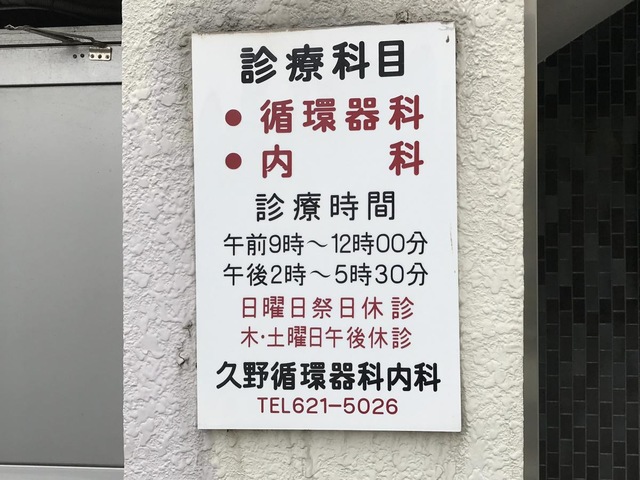 診療科目
● 循環器科
● 内科
診療時間
午前9時〜12時00分
午後2時〜5時30分
日曜日祭日休診
木・土曜日午後休診
久野循環器科内科
TEL621-5026